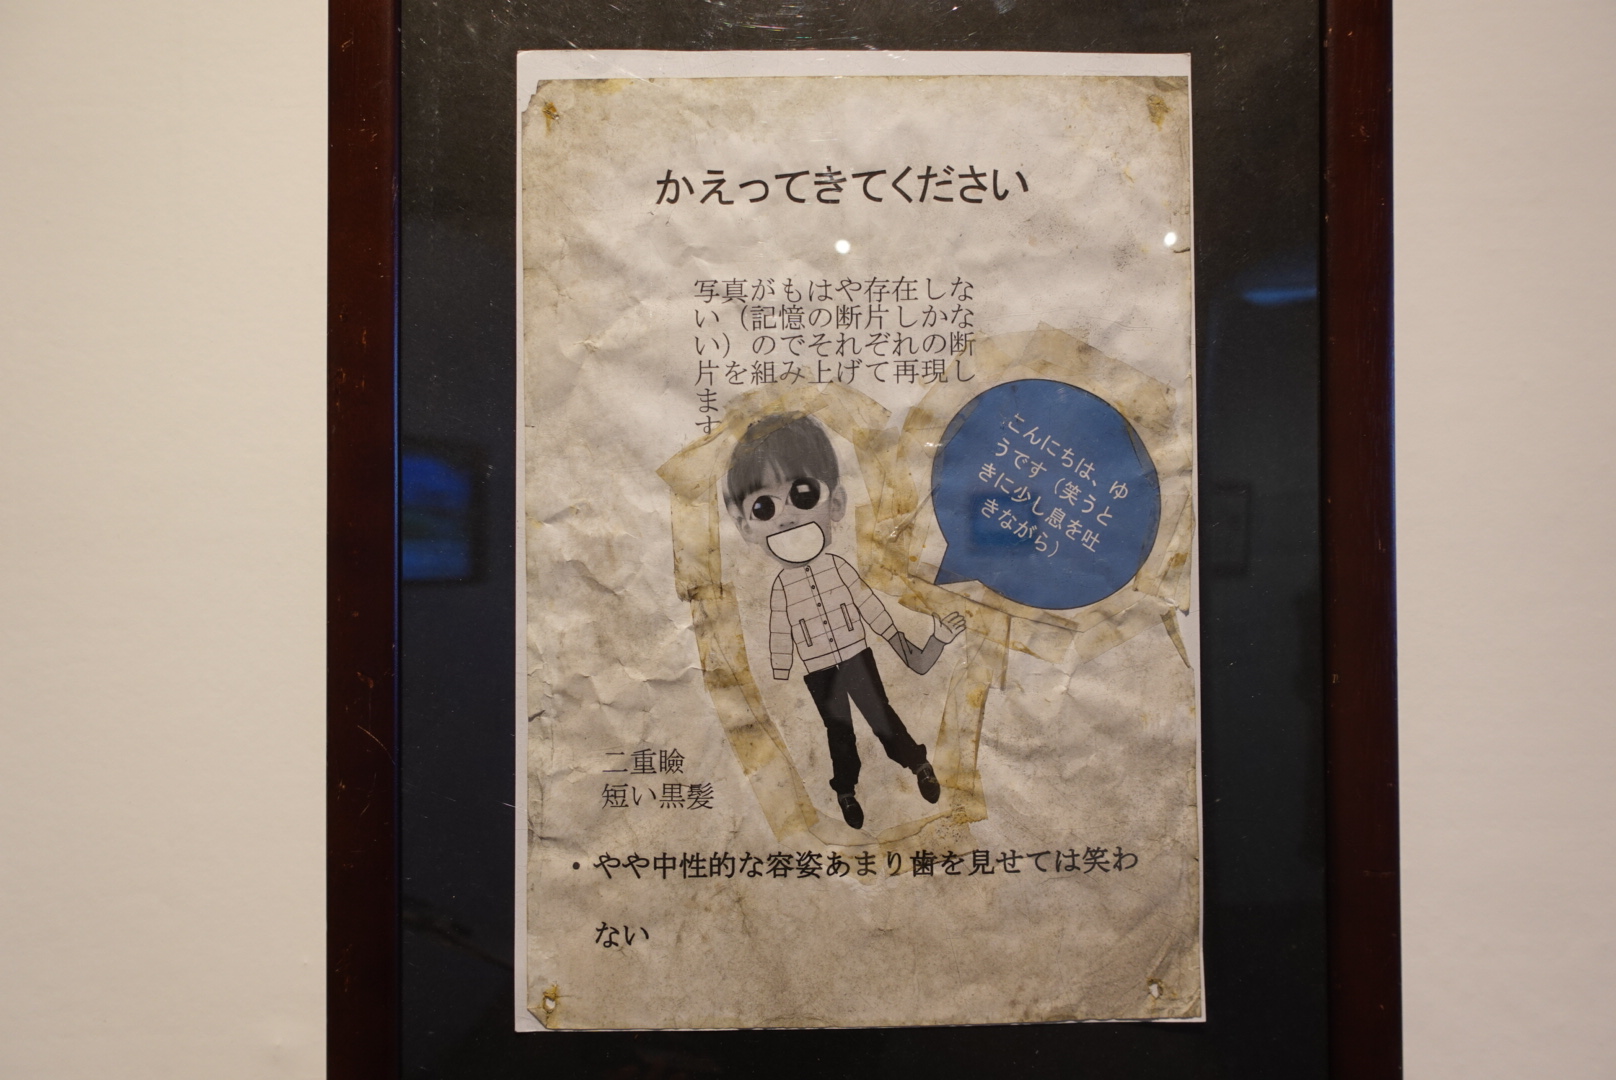 かえってきてください
写真がもはや存在しな
い（記憶の断片しかな
い）のでそれぞれの断
片を組み上げて再現し
ま
す
こんにちは、ゆ
うです（笑うと
きに少し息を吐
きながら）
二重瞼
短い黒髪
・やや中性的な容姿あまり歯を見せては笑わ
ない